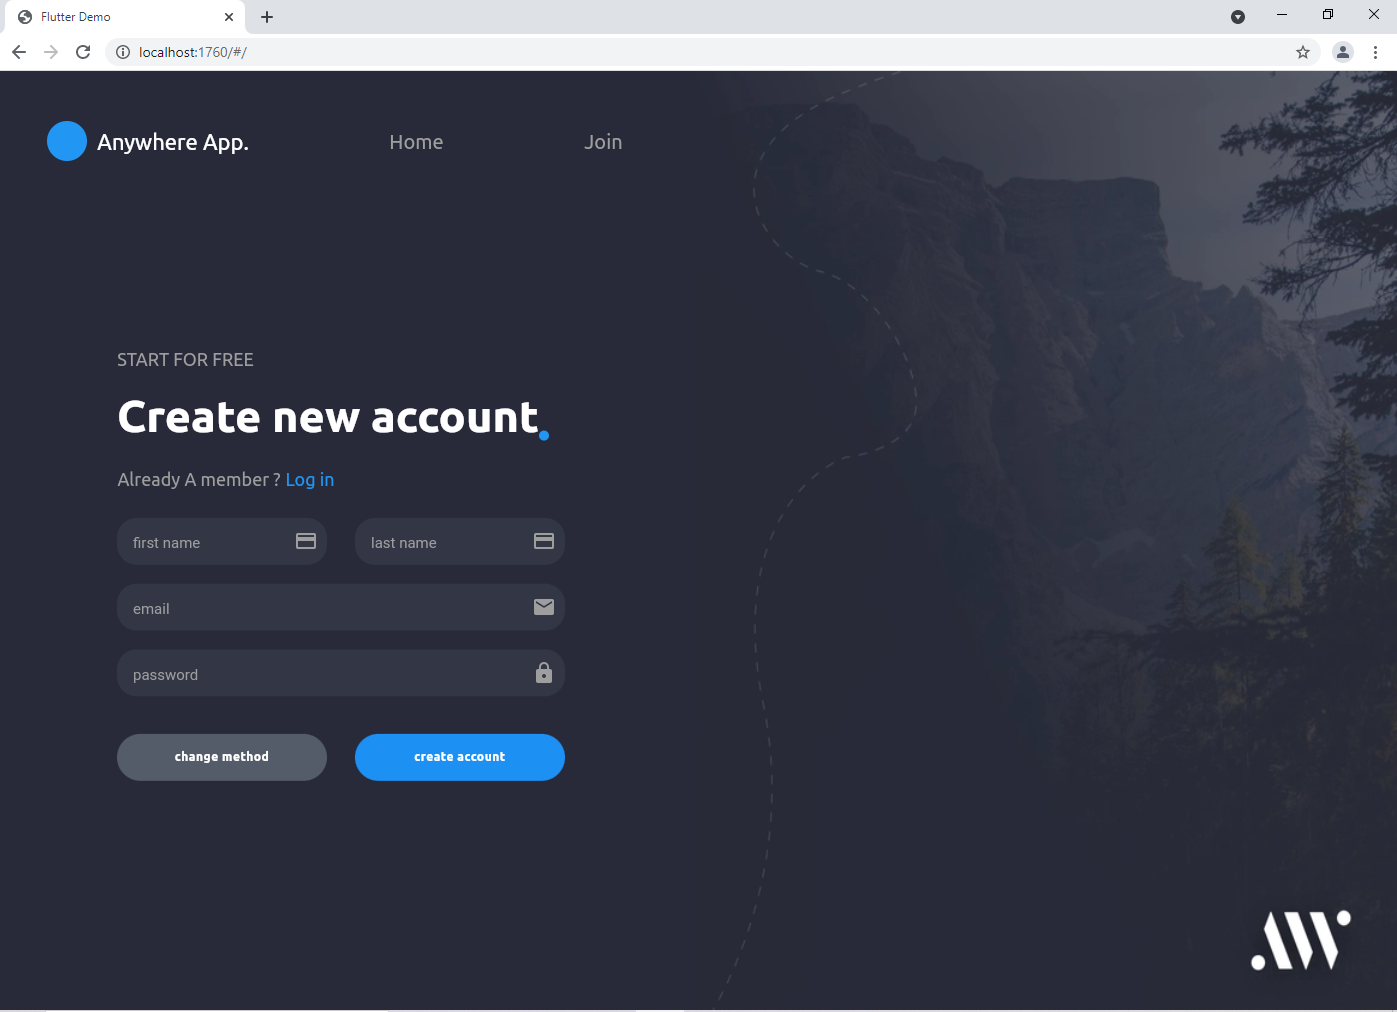 Flutter Demo
localhost:1760/#/
Anywhere App.
Home
Join
START FOR FREE
Create new account.
Already A member ? Log in
first name
last name
email
password
change method
create account
AW